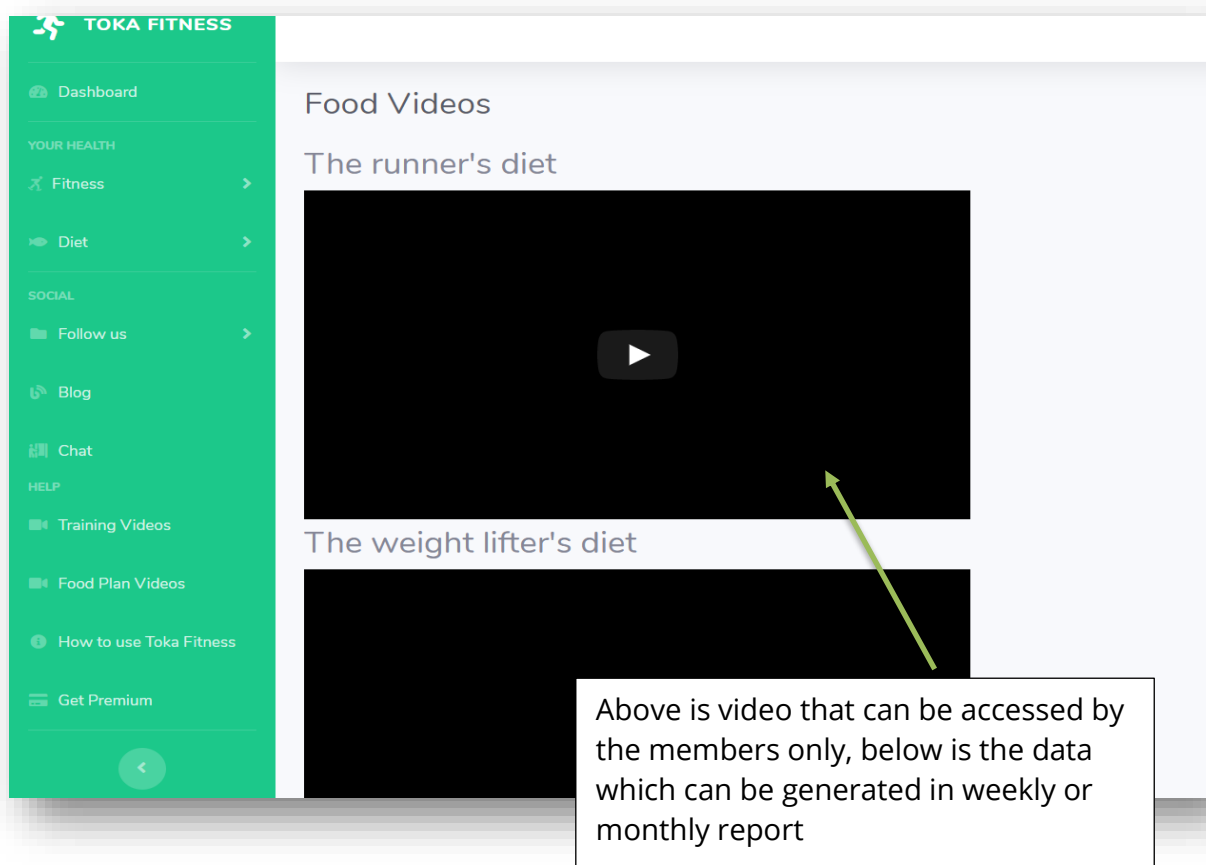 TOKA FITNESS
Dashboard
YOUR HEALTH
Fitness
Diet
SOCIAL
Follow us
Blog
Chat
HELP
Training Videos
Food Plan Videos
How to use Toka Fitness
Get Premium
Food Videos
The runner's diet
The weight lifter's diet
Above is video that can be accessed by
the members only, below is the data
which can be generated in weekly or
monthly report